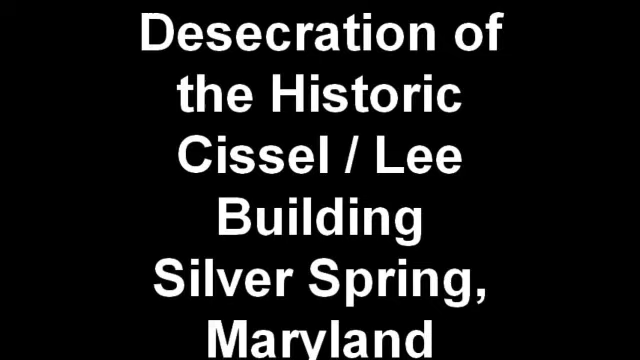 Desecration of
the Historic
Cissel / Lee
Building
Silver Spring,
Maryland